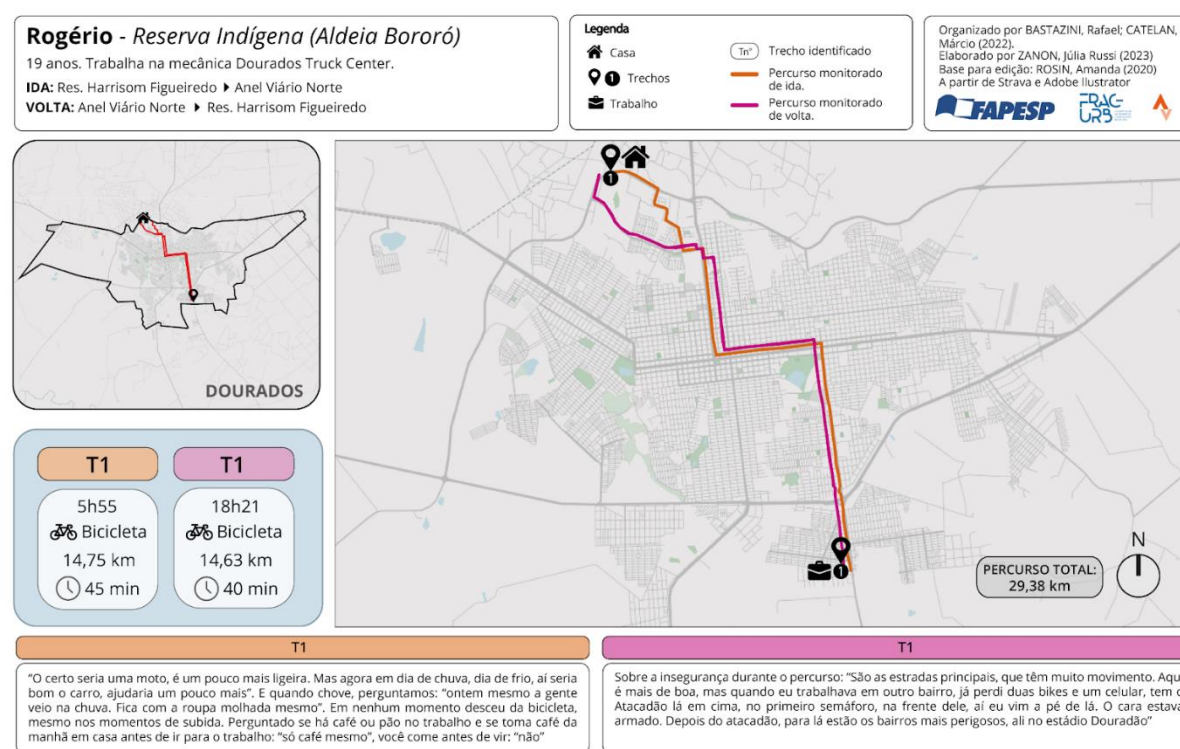 Rogério - Reserva Indígena (Aldeia Bororó)
19 anos. Trabalha na mecânica Dourados Truck Center.
IDA: Res. Harrisom Figueiredo ▶ Anel Viário Norte
VOLTA: Anel Viário Norte ▶ Res. Harrisom Figueiredo
Legenda
Casa
1 Trechos
Trabalho
Tnº Trecho identificado
Percurso monitorado
de ida.
Percurso monitorado
de volta.
Organizado por BASTAZINI, Rafael; CATELAN,
Márcio (2022).
Elaborado por ZANON, Júlia Russi (2023)
Base para edição: ROSIN, Amanda (2020)
A partir de Strava e Adobe Ilustrator
FAPESP
FRAG-
URB
DOURADOS
1
1
N
PERCURSO TOTAL:
29,38 km
T1
5h55
Bicicleta
14,75 km
45 min
T1
18h21
Bicicleta
14,63 km
40 min
T1
“O certo seria uma moto, é um pouco mais ligeira. Mas agora em dia de chuva, dia de frio, aí seria
bom o carro, ajudaria um pouco mais”. E quando chove, perguntamos: “ontem mesmo a gente
veio na chuva. Fica com a roupa molhada mesmo”. Em nenhum momento desceu da bicicleta,
mesmo nos momentos de subida. Perguntado se há café ou pão no trabalho e se toma café da
manhã em casa antes de ir para o trabalho: “só café mesmo”, você come antes de vir: “não”
T1
Sobre a insegurança durante o percurso: “São as estradas principais, que têm muito movimento. Aqu
é mais de boa, mas quando eu trabalhava em outro bairro, já perdi duas bikes e um celular, tem o
Atacadão lá em cima, no primeiro semáforo, na frente dele, aí eu vim a pé de lá. O cara estava
armado. Depois do atacadão, para lá estão os bairros mais perigosos, ali no estádio Douradão”